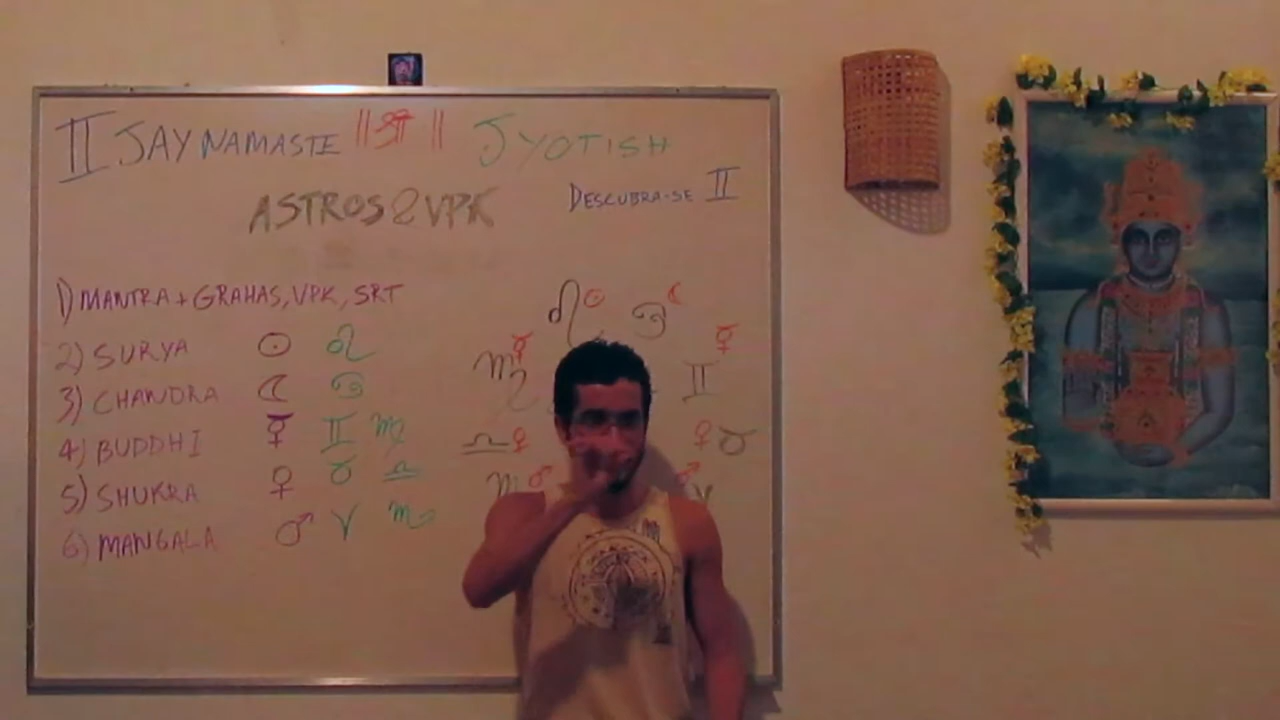 II JAY NAMASTE ॥ श्री ॥ JYOTISH
ASTROS & VPK DESCUBRA-SE II
1) MANTRA + GRAHAS, VPK, SRT
2) SURYA ☉ ♌
3) CHANDRA ☾ ♋
4) BUDDHI ☿ ♊ ♍
5) SHUKRA ♀ ♉ ♎
6) MANGALA ♂ ♈ ♏
♌ ☉ ♋ ☾
♍ ☿ ☿ ♊
♎ ♀ ♀ ♉
♏ ♂ ♂ ♈